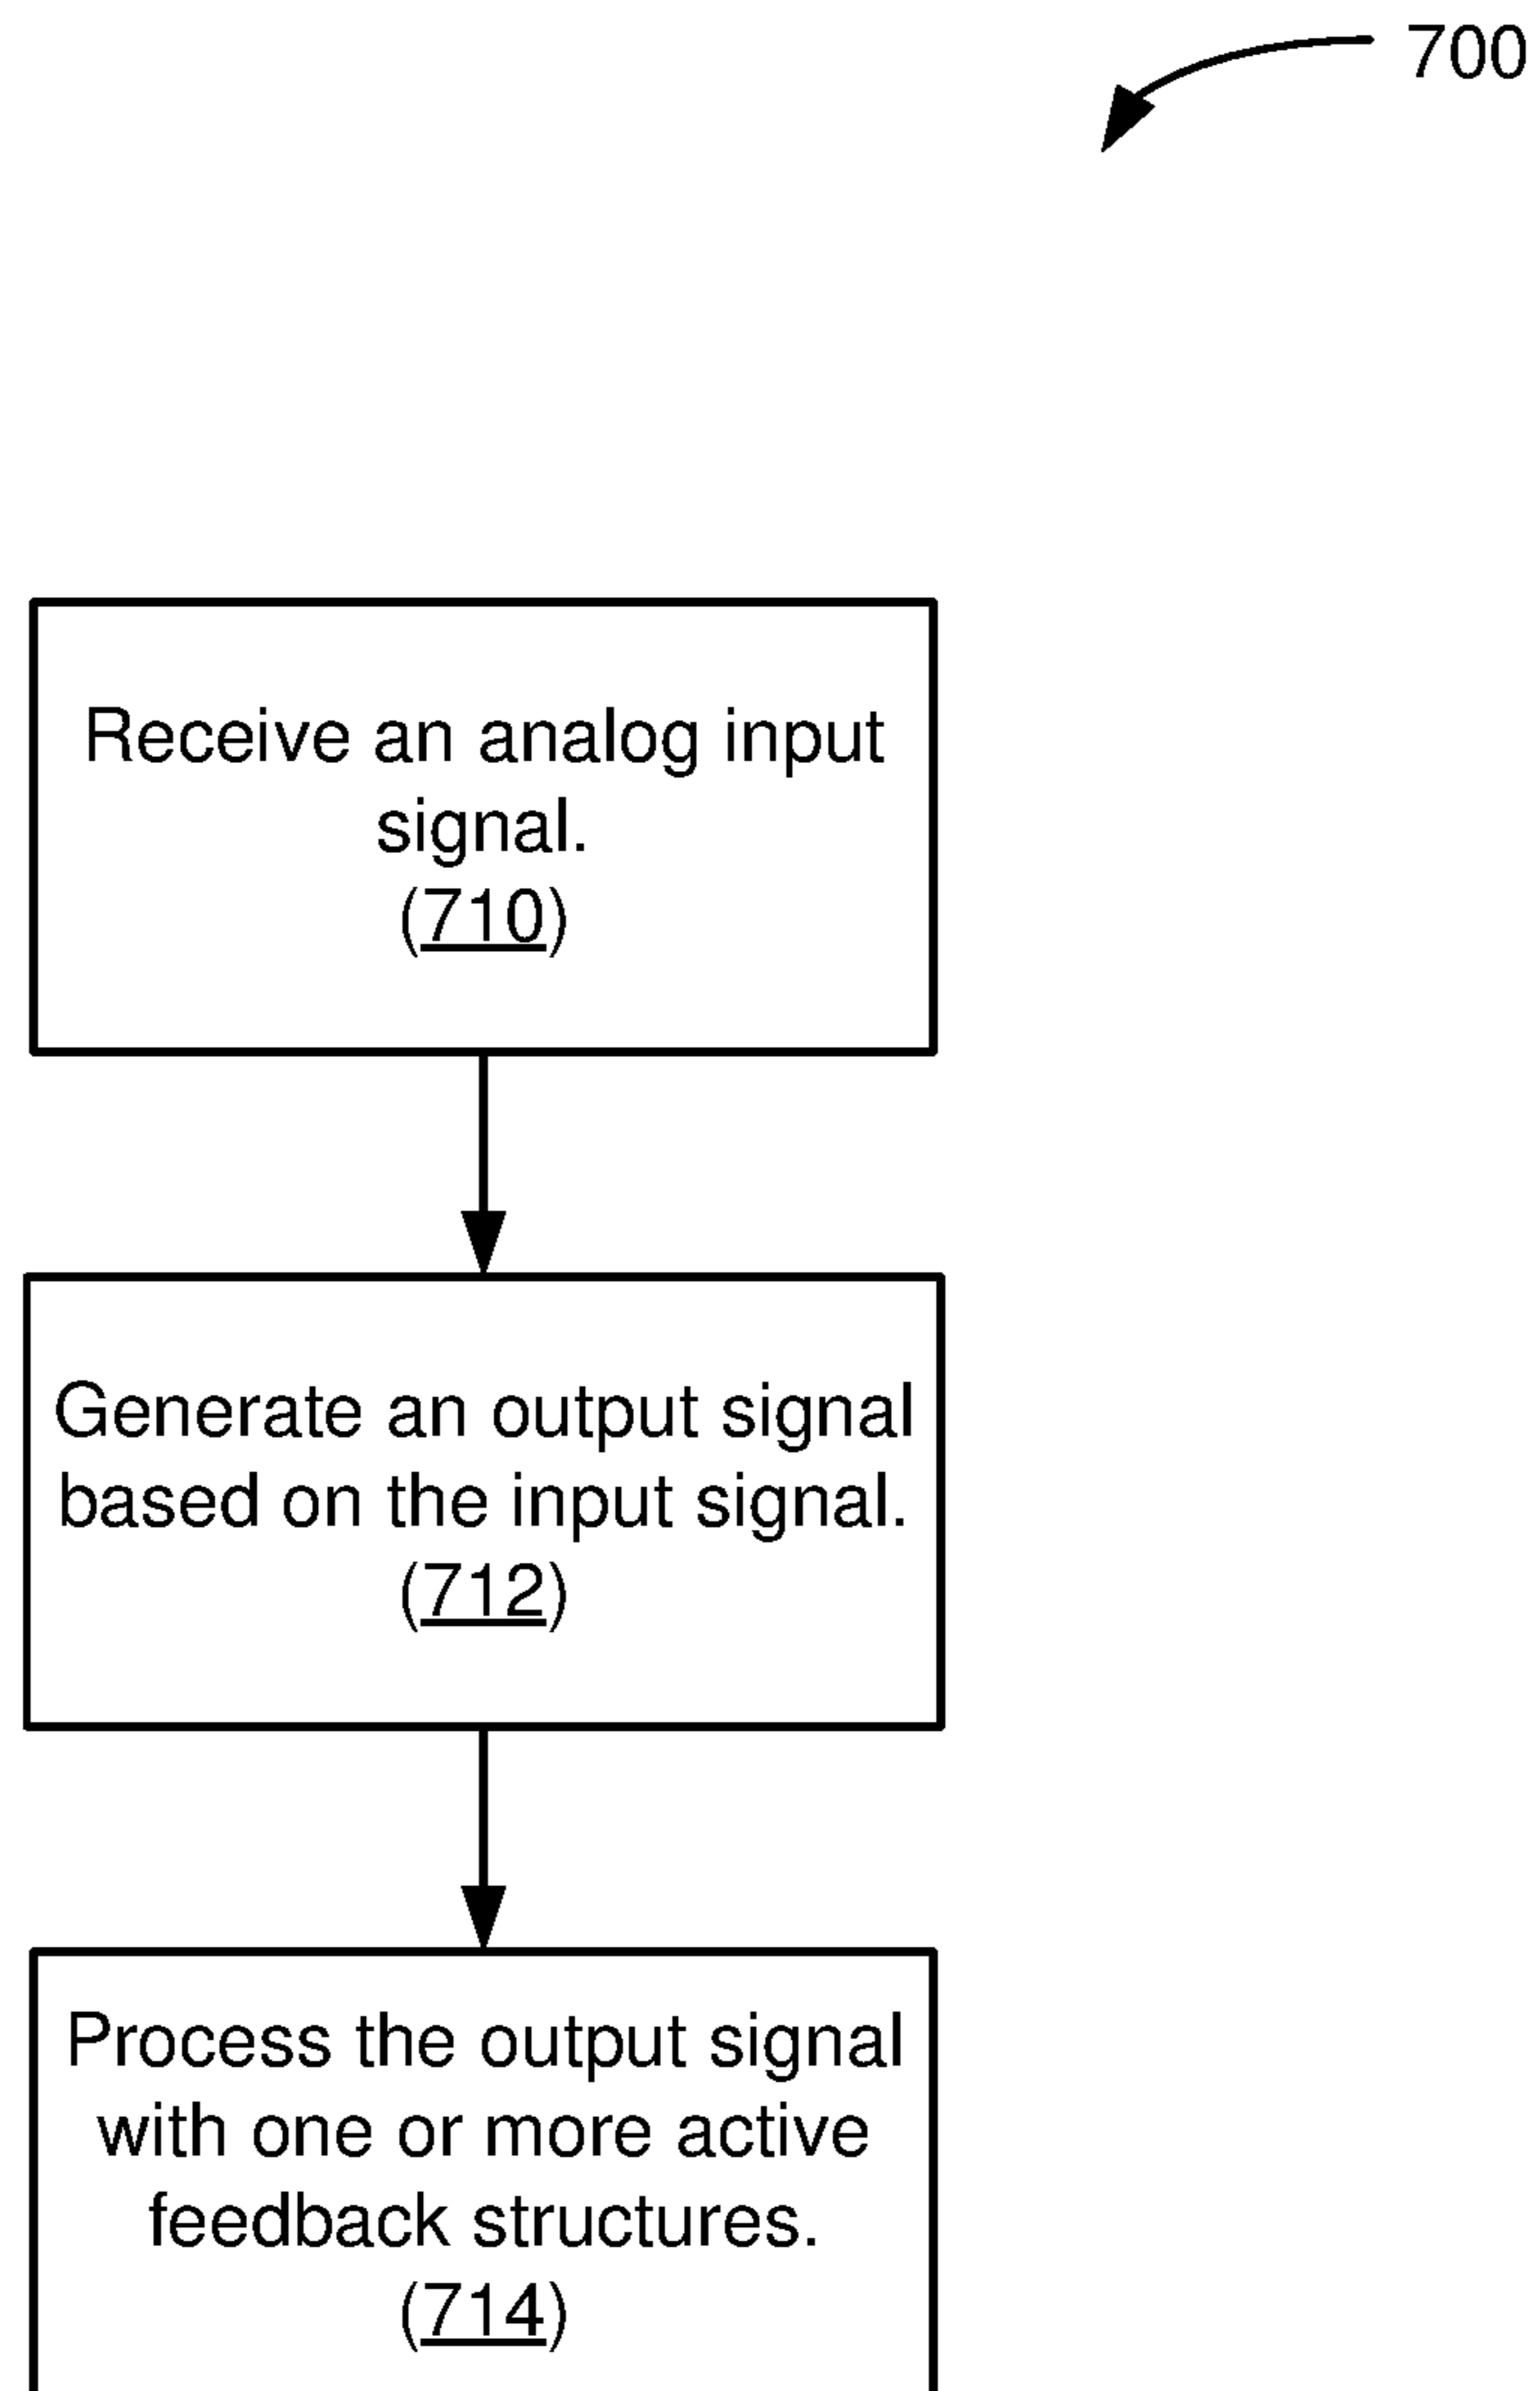 700
Receive an analog input
signal.
(710)
Generate an output signal
based on the input signal.
(712)
Process the output signal
with one or more active
feedback structures.
(714)